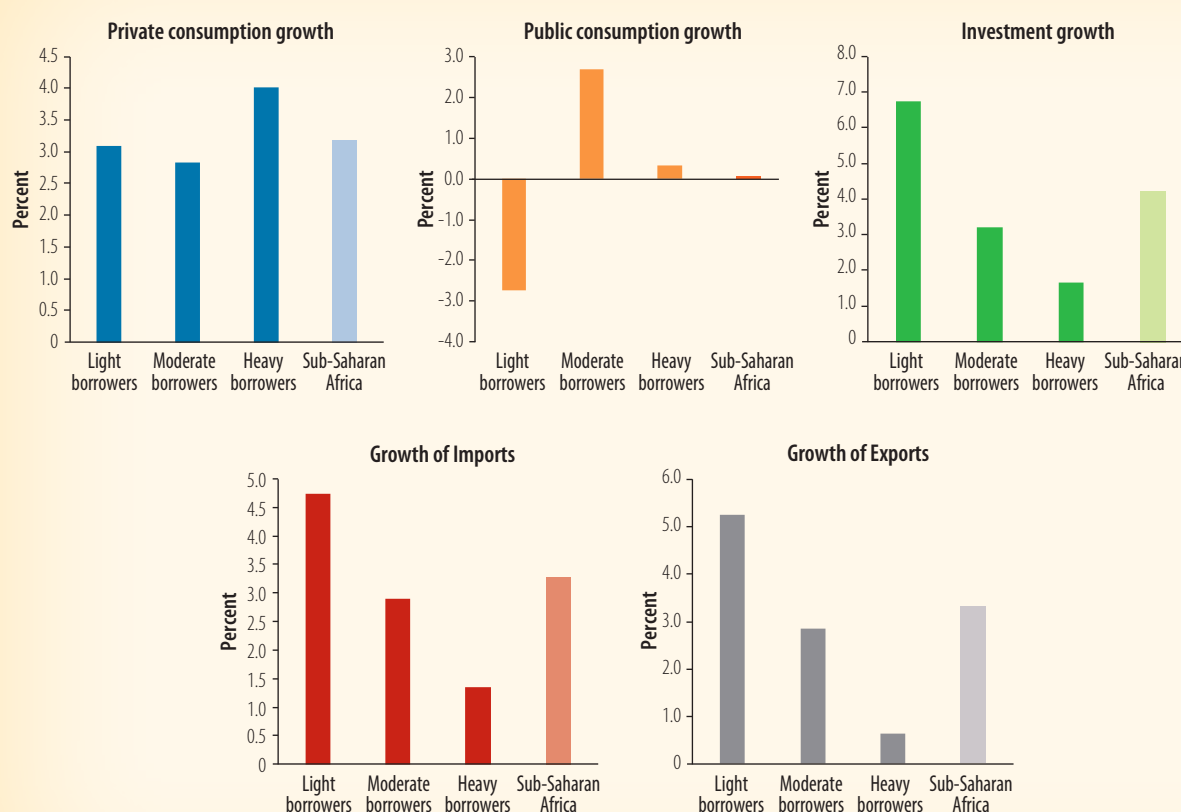 Private consumption growth
Percent
4.5
4.0
3.5
3.0
2.5
2.0
1.5
1.0
0.5
0
Light borrowers
Moderate borrowers
Heavy borrowers
Sub-Saharan Africa
Public consumption growth
Percent
3.0
2.0
1.0
0.0
−1.0
−2.0
−3.0
−4.0
Light borrowers
Moderate borrowers
Heavy borrowers
Sub-Saharan Africa
Investment growth
Percent
8.0
7.0
6.0
5.0
4.0
3.0
2.0
1.0
0
Light borrowers
Moderate borrowers
Heavy borrowers
Sub-Saharan Africa
Growth of Imports
Percent
5.0
4.5
4.0
3.5
3.0
2.5
2.0
1.5
1.0
0.5
0
Light borrowers
Moderate borrowers
Heavy borrowers
Sub-Saharan Africa
Growth of Exports
Percent
6.0
5.0
4.0
3.0
2.0
1.0
0
Light borrowers
Moderate borrowers
Heavy borrowers
Sub-Saharan Africa